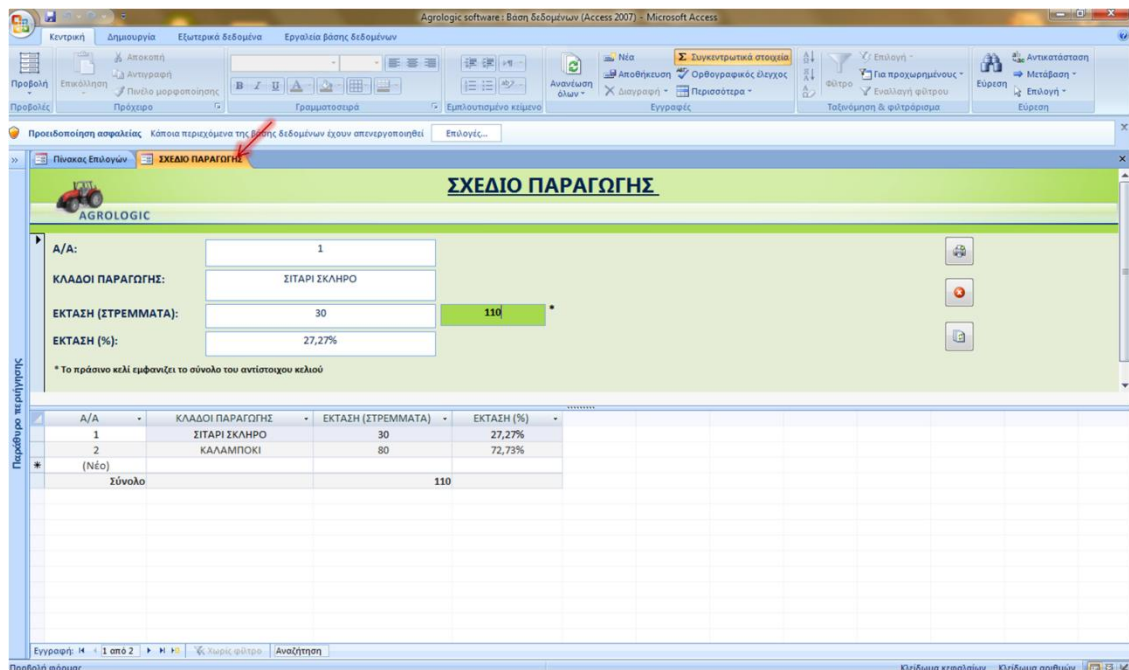 Agrologic software : Βάση δεδομένων (Access 2007) - Microsoft Access
Κεντρική Δημιουργία Εξωτερικά δεδομένα Εργαλεία βάσης δεδομένων
Προβολή
Προβολές
Επικόλληση
Αποκοπή
Αντιγραφή
Πινέλο μορφοποίησης
Πρόχειρο
B I U A
Γραμματοσειρά
Εμπλουτισμένο κείμενο
Ανανέωση όλων
Νέα
Αποθήκευση
Διαγραφή
Σ Συγκεντρωτικά στοιχεία
Ορθογραφικός έλεγχος
Περισσότερα
Εγγραφές
Φίλτρο
Επιλογή
Για προχωρημένους
Εναλλαγή φίλτρου
Ταξινόμηση & φιλτράρισμα
Εύρεση
Αντικατάσταση
Μετάβαση
Επιλογή
Εύρεση
Προειδοποίηση ασφαλείας Κάποια περιεχόμενα της βάσης δεδομένων έχουν απενεργοποιηθεί Επιλογές...
Πίνακας Επιλογών ΣΧΕΔΙΟ ΠΑΡΑΓΩΓΗΣ
ΣΧΕΔΙΟ ΠΑΡΑΓΩΓΗΣ
AGROLOGIC
Α/Α: 1
ΚΛΑΔΟΙ ΠΑΡΑΓΩΓΗΣ: ΣΙΤΑΡΙ ΣΚΛΗΡΟ
ΕΚΤΑΣΗ (ΣΤΡΕΜΜΑΤΑ): 30 110 *
ΕΚΤΑΣΗ (%): 27,27%
* Το πράσινο κελί εμφανιζει το σύνολο του αντίστοιχου κελιού
Παράθυρο περιήγησης
Α/Α ΚΛΑΔΟΙ ΠΑΡΑΓΩΓΗΣ ΕΚΤΑΣΗ (ΣΤΡΕΜΜΑΤΑ) ΕΚΤΑΣΗ (%)
1 ΣΙΤΑΡΙ ΣΚΛΗΡΟ 30 27,27%
2 ΚΑΛΑΜΠΟΚΙ 80 72,73%
* (Νέο)
Σύνολο 110
Εγγραφή: 1 από 2 Χωρίς φίλτρο Αναζήτηση
Προβολή φόρμας Κλείδωμα κεφαλαίων Κλείδωμα αριθμών